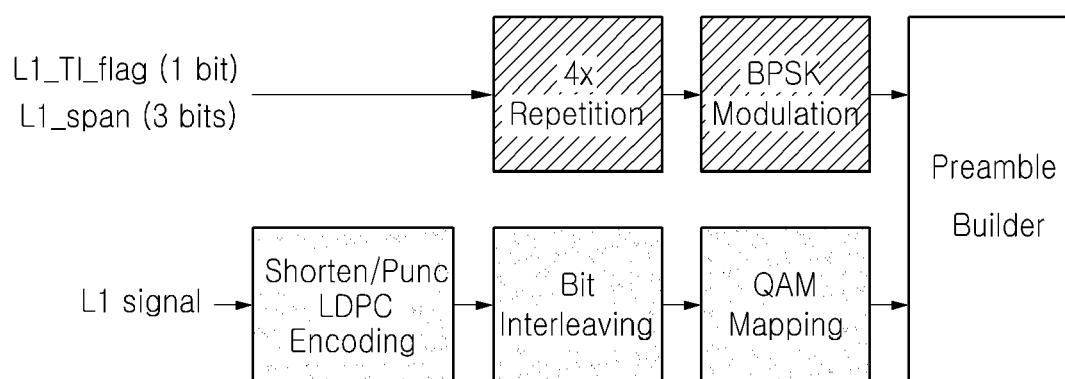 L1_TI_flag (1 bit)
L1_span (3 bits)
4x
Repetition
BPSK
Modulation
Preamble
Builder
L1 signal
Shorten/Punc
LDPC
Encoding
Bit
Interleaving
QAM
Mapping